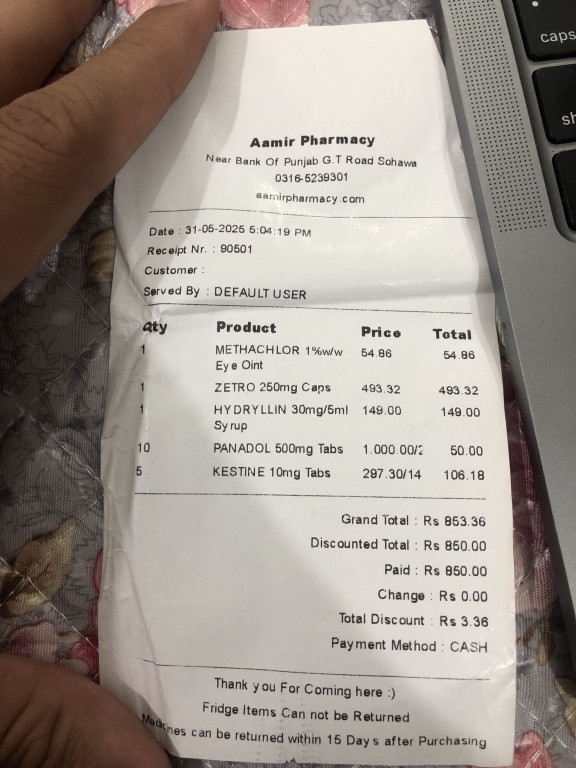 Aamir Pharmacy
Near Bank Of Punjab G.T Road Sohawa
0316-5239301
aamirpharmacy.com
Date : 31-05-2025 5:04:19 PM
Receipt Nr. : 90501
Customer :
Served By : DEFAULT USER
Qty Product Price Total
1 METHACHLOR 1%w/w 54.86 54.86
Eye Oint
1 ZETRO 250mg Caps 493.32 493.32
1 HYDRYLLIN 30mg/5ml 149.00 149.00
Syrup
10 PANADOL 500mg Tabs 1.000.00/2 50.00
5 KESTINE 10mg Tabs 297.30/14 106.18
Grand Total : Rs 853.36
Discounted Total : Rs 850.00
Paid : Rs 850.00
Change : Rs 0.00
Total Discount : Rs 3.36
Payment Method : CASH
Thank you For Coming here :)
Fridge Items Can not be Returned
Medicines can be returned within 15 Days after Purchasing
caps
sh